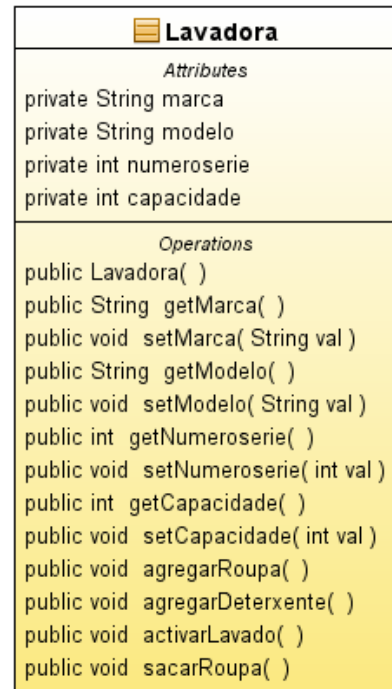 Lavadora
Attributes
private String marca
private String modelo
private int numeroserie
private int capacidade
Operations
public Lavadora( )
public String getMarca( )
public void setMarca( String val )
public String getModelo( )
public void setModelo( String val )
public int getNumeroserie( )
public void setNumeroserie( int val )
public int getCapacidade( )
public void setCapacidade( int val )
public void agregarRoupa( )
public void agregarDeterxente( )
public void activarLavado( )
public void sacarRoupa( )